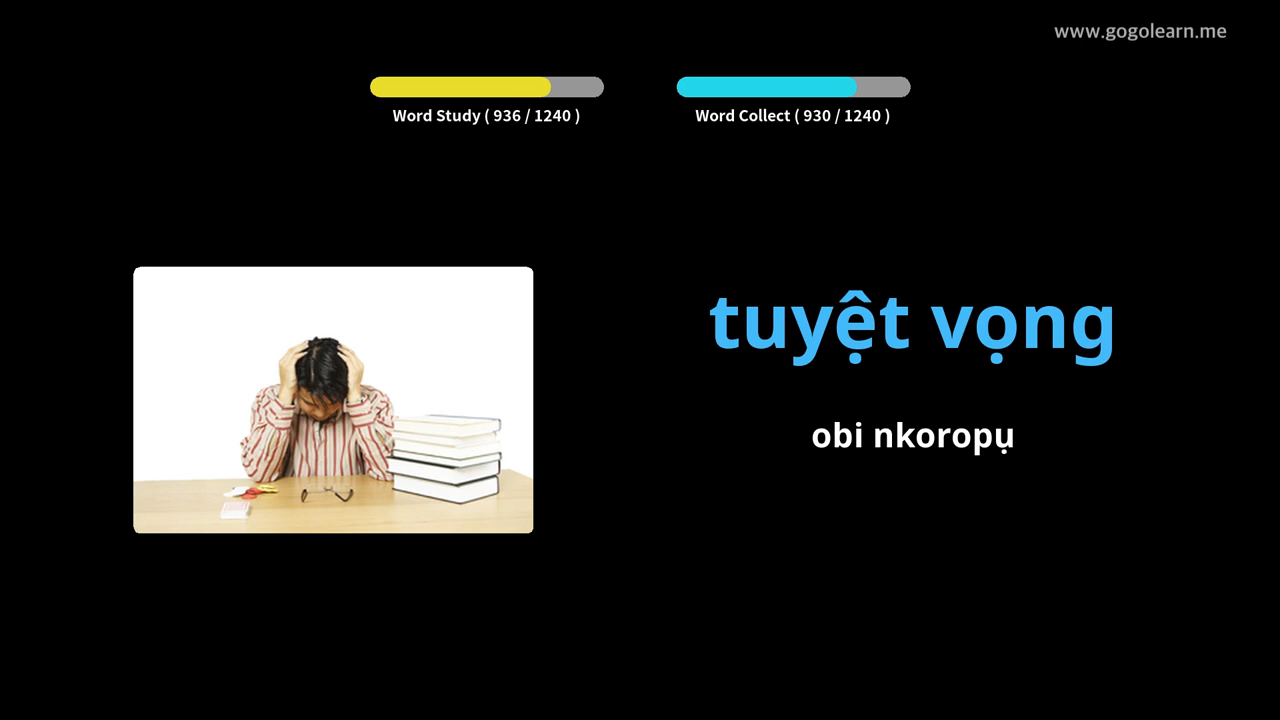 www.gogolearn.me
Word Study ( 936 / 1240 )
Word Collect ( 930 / 1240 )
tuyệt vọng
obi nkoropụ